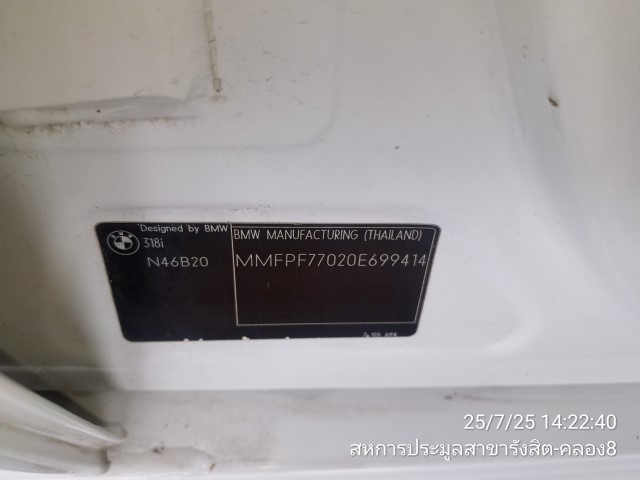 Designed by BMW
318i
N46B20
BMW MANUFACTURING (THAILAND)
MMFPF77020E699414
25/7/25 14:22:40
สหการประมูลสาขารังสิต-คลอง8